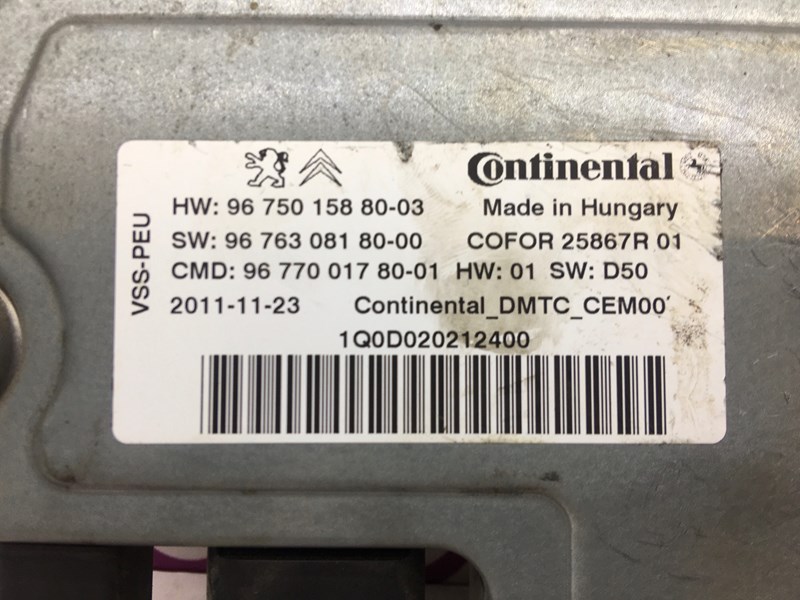 Continental
HW: 96 750 158 80-03 Made in Hungary
SW: 96 763 081 80-00 COFOR 25867R 01
CMD: 96 770 017 80-01 HW: 01 SW: D50
2011-11-23 Continental_DMTC_CEM00
1Q0D020212400
VSS-PEU